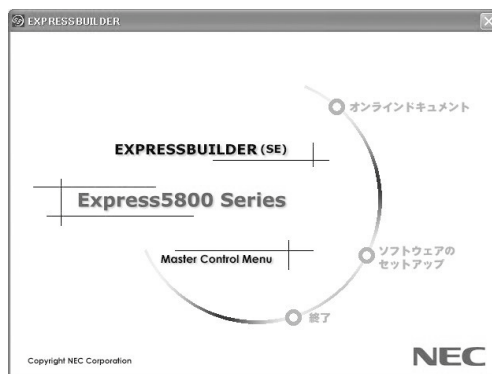 EXPRESSBUILDER
オンラインドキュメント
EXPRESSBUILDER (SE)
Express5800 Series
ソフトウェアの
セットアップ
Master Control Menu
終了
Copyright NEC Corporation
NEC